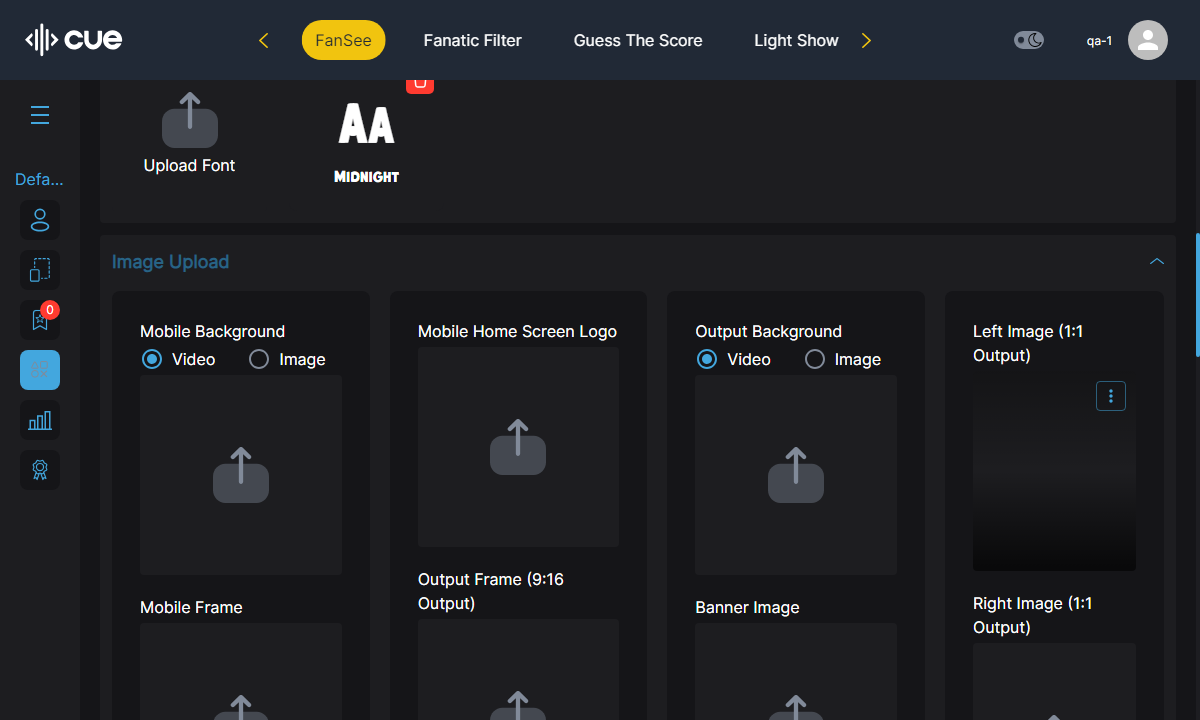 cue
FanSee
Fanatic Filter
Guess The Score
Light Show
qa-1
Defa...
0
Upload Font
AA
MIDNIGHT
Image Upload
Mobile Background
Video
Image
Mobile Home Screen Logo
Output Background
Video
Image
Left Image (1:1
Output)
Mobile Frame
Output Frame (9:16
Output)
Banner Image
Right Image (1:1
Output)